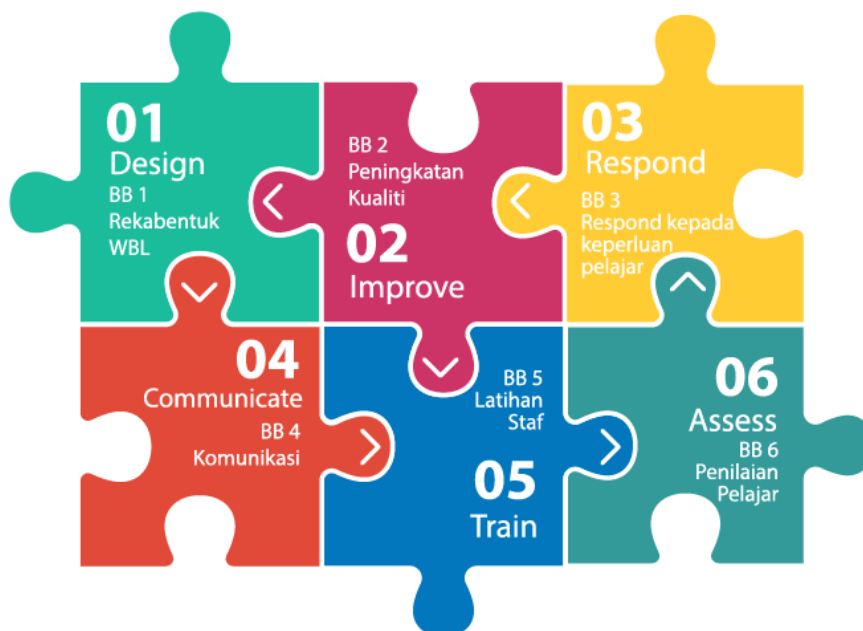 01
Design
BB 1
Rekabentuk
WBL
BB 2
Peningkatan
Kualiti
02
Improve
03
Respond
BB 3
Respond kepada
keperluan
pelajar
04
Communicate
BB 4
Komunikasi
BB 5
Latihan
Staf
05
Train
06
Assess
BB 6
Penilaian
Pelajar